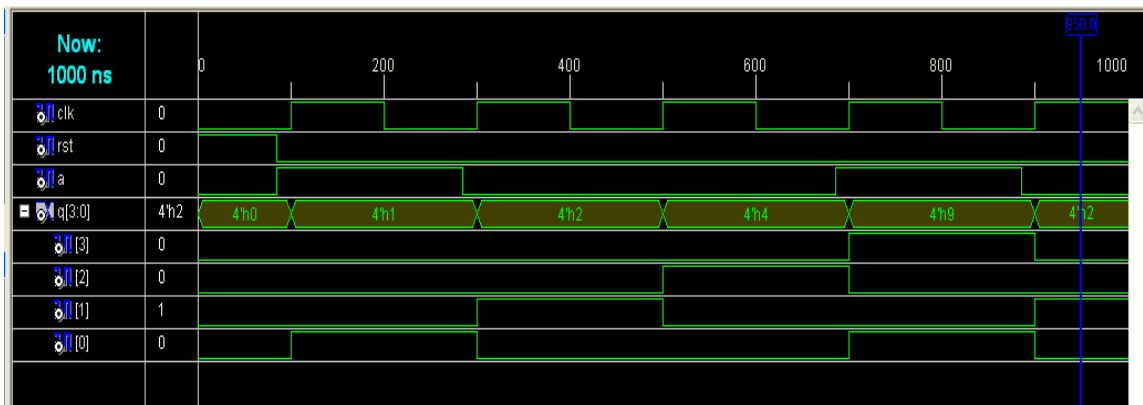 950.0
Now:
1000 ns
0 200 400 600 800 1000
clk 0
rst 0
a 0
q[3:0] 4'h2 4'h0 4'h1 4'h2 4'h4 4'h9 4'h2
[3] 0
[2] 0
[1] 1
[0] 0